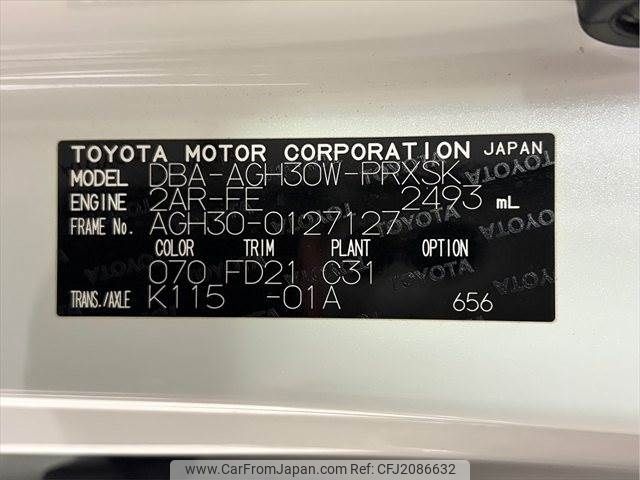 TOYOTA MOTOR CORPORATION JAPAN
MODEL DBA-AGH30W-PRXSK
ENGINE 2AR-FE 2493 mL
FRAME No. AGH30-0127127
COLOR TRIM PLANT OPTION
070 FD21 C31
TRANS./AXLE K115 -01A 656
www.CarFromJapan.com | Ref. No: CFJ2086632